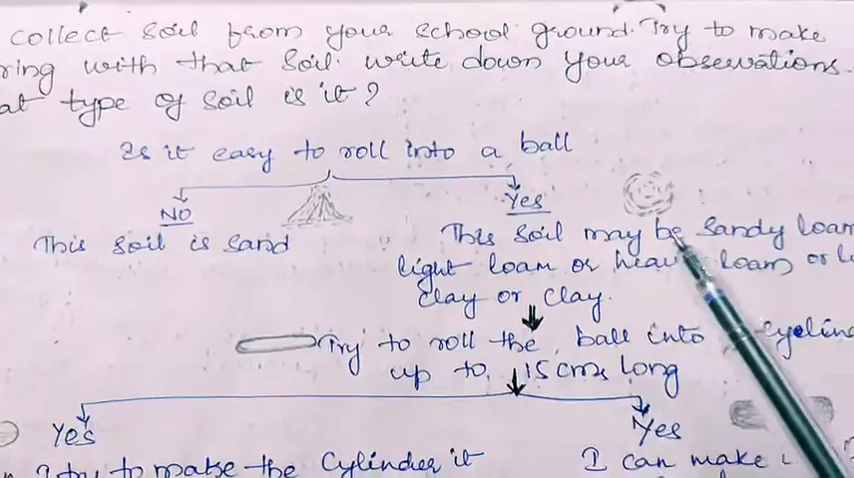 collect soil from your school ground. Try to make
ring with that soil. write down your observations.
at type of soil is it?
Is it easy to roll into a ball
NO Yes
This soil is sand This soil may be sandy loam
light loam or heav loam or li
clay or clay.
Try to roll the ball into cylin
up to 15 cms long
Yes Yes
try to make the Cylinder it I can make